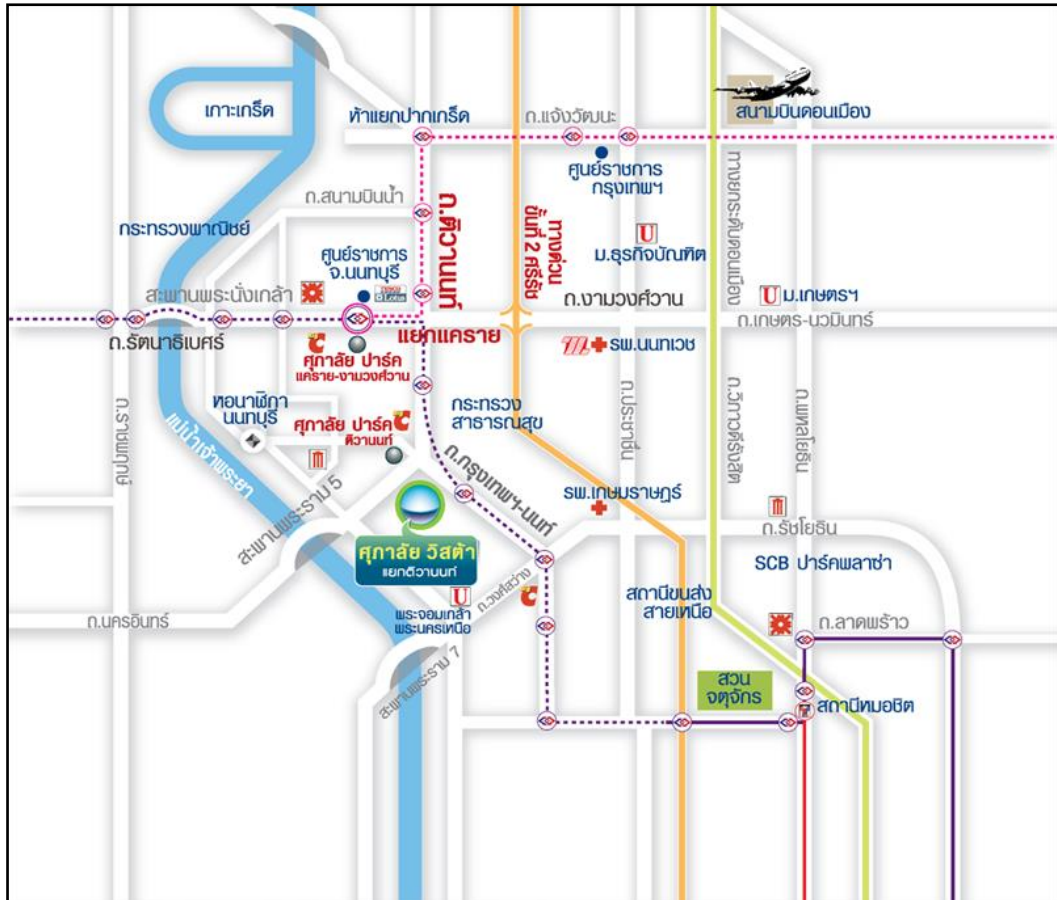 เกาะเกร็ด
ห้าแยกปากเกร็ด
ถ.แจ้งวัฒนะ
สนามบินดอนเมือง
ศูนย์ราชการ
กรุงเทพฯ
ถ.สนามบินน้ำ
กระทรวงพาณิชย์
ถ.ติวานนท์
ทางด่วน
ขั้นที่ 2 ศรีรัช
U
ม.ธุรกิจบัณฑิต
ทางยกระดับดอนเมือง
ศูนย์ราชการ
จ.นนทบุรี
TESCO
Lotus
สะพานพระนั่งเกล้า
ถ.งามวงศ์วาน
U ม.เกษตรฯ
ถ.เกษตร-นวมินทร์
ถ.รัตนาธิเบศร์
แยกแคราย
ศุภาลัย ปาร์ค
แคราย-งามวงศ์วาน
รพ.นนทเวช
หอนาฬิกา
นนทบุรี
ศุภาลัย ปาร์ค
ติวานนท์
กระทรวง
สาธารณสุข
ถ.ประชาชื่น
ถ.วิภาวดีรังสิต
ถ.พหลโยธิน
ถ.ราชพฤกษ์
แม่น้ำเจ้าพระยา
ถ.กรุงเทพฯ-นนท์
สะพานพระราม 5
รพ.เกษมราษฎร์
ถ.รัชโยธิน
ศุภาลัย วิสต้า
แยกติวานนท์
SCB ปาร์คพลาซ่า
ถ.วงศ์สว่าง
U
พระจอมเกล้า
พระนครเหนือ
สถานีขนส่ง
สายเหนือ
ถ.นครอินทร์
ถ.ลาดพร้าว
สะพานพระราม 7
สวน
จตุจักร
สถานีหมอชิต